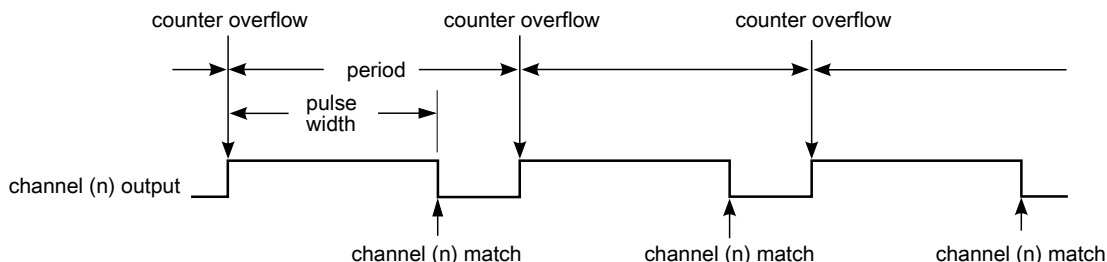 counter overflow
counter overflow
counter overflow
period
pulse
width
channel (n) output
channel (n) match
channel (n) match
channel (n) match